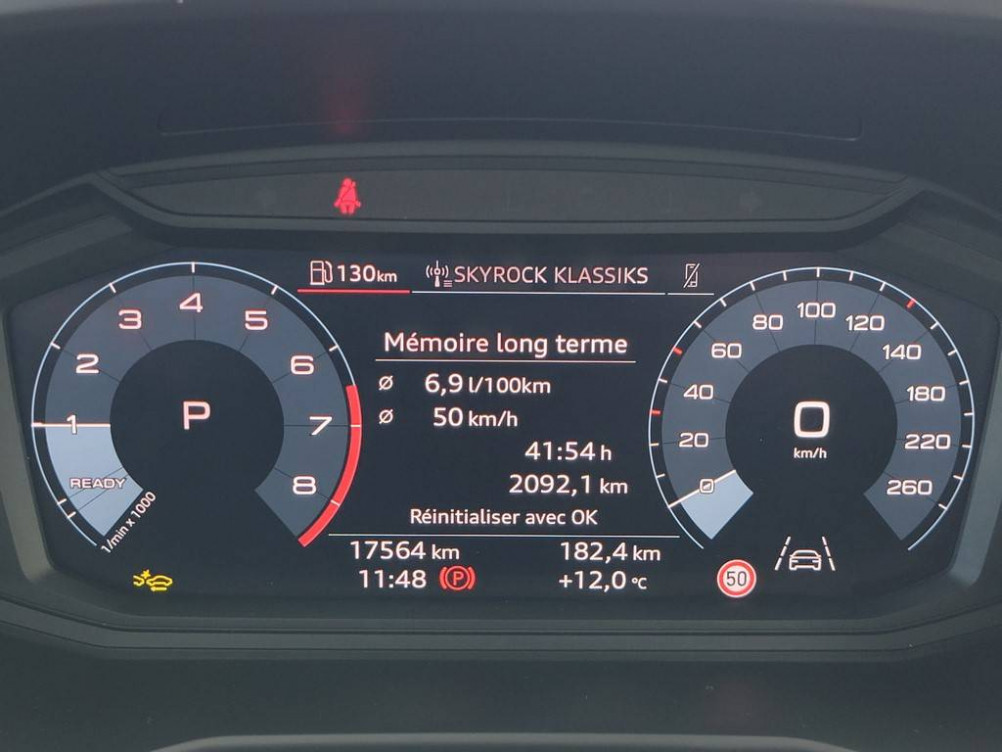 130 km SKYROCK KLASSIKS
Mémoire long terme
ø 6,9 l/100km
ø 50 km/h
41:54 h
2092,1 km
Réinitialiser avec OK
17564 km 182,4 km
11:48 (P) +12,0 °C
1 2 3 4 5 6 7 8
P
READY
1/min x 1000
0 20 40 60 80 100 120 140 180 220 260
0
km/h
50